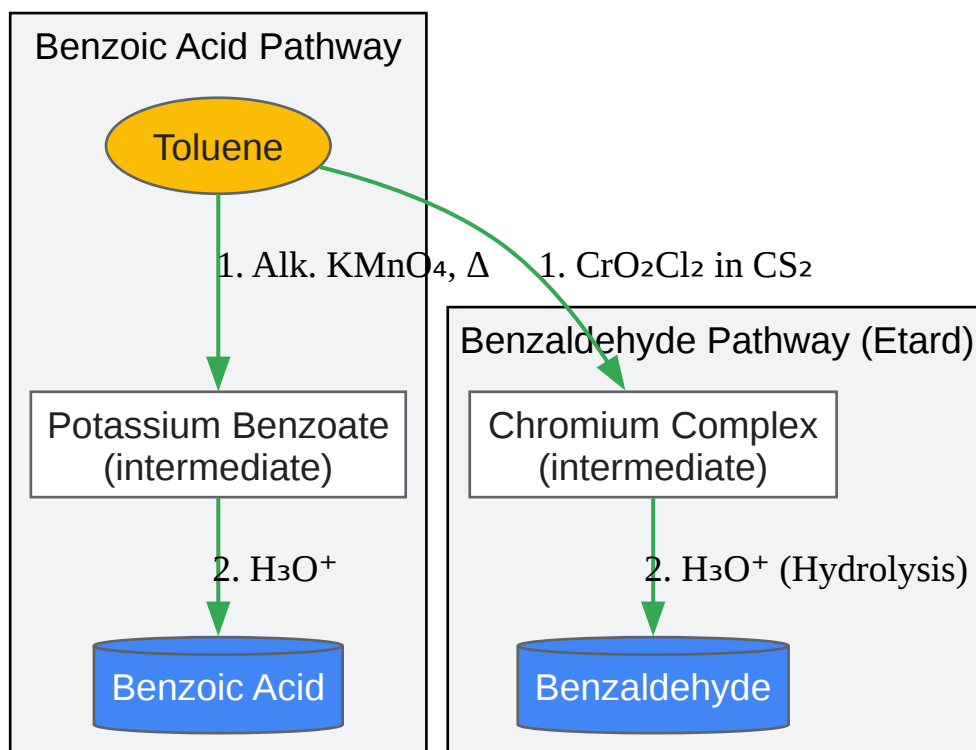 Benzoic Acid Pathway
Toluene
1. Alk. KMnO₄, Δ
1. CrO₂Cl₂ in CS₂
Benzaldehyde Pathway (Etard)
Potassium Benzoate
(intermediate)
Chromium Complex
(intermediate)
2. H₃O⁺
2. H₃O⁺ (Hydrolysis)
Benzoic Acid
Benzaldehyde